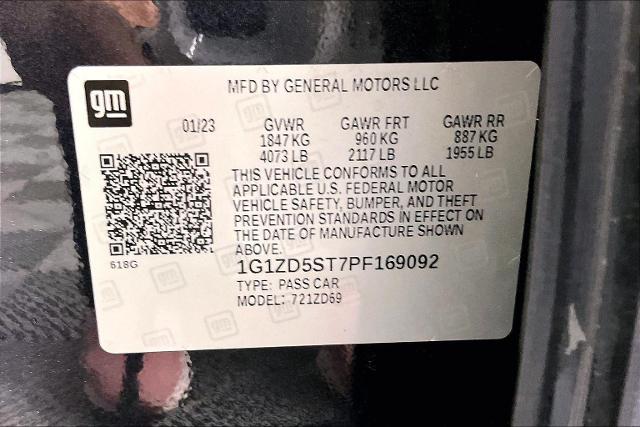 gm
MFD BY GENERAL MOTORS LLC
01/23 GVWR GAWR FRT GAWR RR
1847 KG 960 KG 887 KG
4073 LB 2117 LB 1955 LB
THIS VEHICLE CONFORMS TO ALL
APPLICABLE U.S. FEDERAL MOTOR
VEHICLE SAFETY, BUMPER, AND THEFT
PREVENTION STANDARDS IN EFFECT ON
THE DATE OF MANUFACTURE SHOWN
ABOVE.
618G
1G1ZD5ST7PF169092
TYPE: PASS CAR
MODEL: 721ZD69